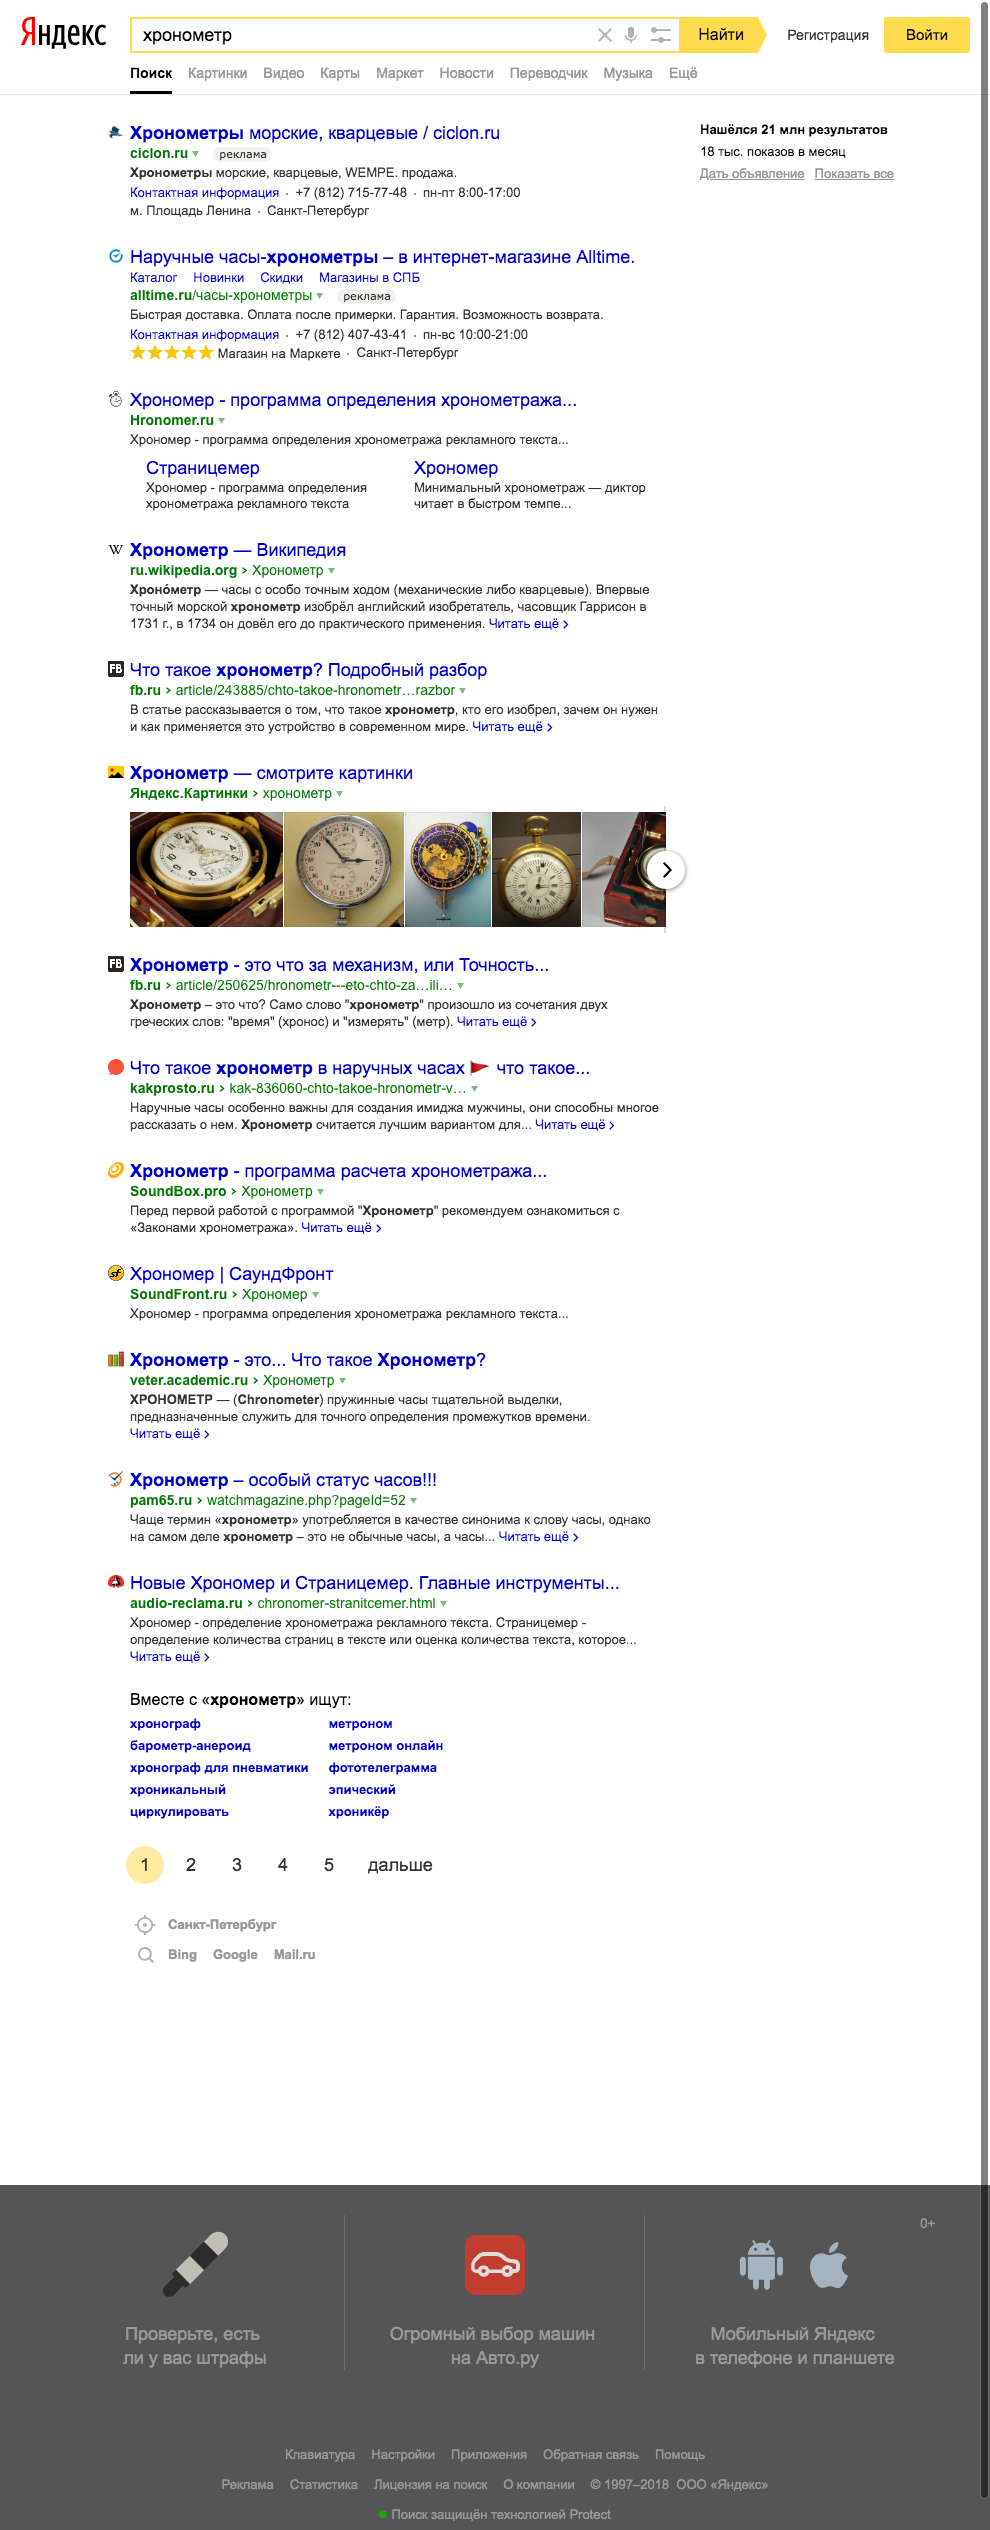 Яндекс
хронометр
Найти
Регистрация
Войти
Поиск Картинки Видео Карты Маркет Новости Переводчик Музыка Ещё
Хронометры морские, кварцевые / ciclon.ru
ciclon.ru реклама
Хронометры морские, кварцевые, WEMPE. продажа.
Контактная информация · +7 (812) 715-77-48 · пн-пт 8:00-17:00
м. Площадь Ленина · Санкт-Петербург
Нашёлся 21 млн результатов
18 тыс. показов в месяц
Дать объявление Показать все
Наручные часы-хронометры – в интернет-магазине Alltime.
Каталог Новинки Скидки Магазины в СПБ
alltime.ru/часы-хронометры реклама
Быстрая доставка. Оплата после примерки. Гарантия. Возможность возврата.
Контактная информация · +7 (812) 407-43-41 · пн-вс 10:00-21:00
Магазин на Маркете · Санкт-Петербург
Хрономер - программа определения хронометража...
Hronomer.ru
Хрономер - программа определения хронометража рекламного текста...
Страницемер
Хрономер - программа определения
хронометража рекламного текста
Хрономер
Минимальный хронометраж — диктор
читает в быстром темпе...
W Хронометр — Википедия
ru.wikipedia.org › Хронометр
Хроно́метр — часы с особо точным ходом (механические либо кварцевые). Впервые
точный морской хронометр изобрёл английский изобретатель, часовщик Гаррисон в
1731 г., в 1734 он довёл его до практического применения. Читать ещё ›
FB Что такое хронометр? Подробный разбор
fb.ru › article/243885/chto-takoe-hronometr…razbor
В статье рассказывается о том, что такое хронометр, кто его изобрел, зачем он нужен
и как применяется это устройство в современном мире. Читать ещё ›
Хронометр — смотрите картинки
Яндекс.Картинки › хронометр
FB Хронометр - это что за механизм, или Точность...
fb.ru › article/250625/hronometr---eto-chto-za…ili…
Хронометр – это что? Само слово "хронометр" произошло из сочетания двух
греческих слов: "время" (хронос) и "измерять" (метр). Читать ещё ›
Что такое хронометр в наручных часах что такое...
kakprosto.ru › kak-836060-chto-takoe-hronometr-v…
Наручные часы особенно важны для создания имиджа мужчины, они способны многое
рассказать о нем. Хронометр считается лучшим вариантом для... Читать ещё ›
Хронометр - программа расчета хронометража...
SoundBox.pro › Хронометр
Перед первой работой с программой "Хронометр" рекомендуем ознакомиться с
«Законами хронометража». Читать ещё ›
sf Хрономер | СаундФронт
SoundFront.ru › Хрономер
Хрономер - программа определения хронометража рекламного текста...
Хронометр - это... Что такое Хронометр?
veter.academic.ru › Хронометр
ХРОНОМЕТР — (Chronometer) пружинные часы тщательной выделки,
предназначенные служить для точного определения промежутков времени.
Читать ещё ›
Хронометр – особый статус часов!!!
pam65.ru › watchmagazine.php?pageId=52
Чаще термин «хронометр» употребляется в качестве синонима к слову часы, однако
на самом деле хронометр – это не обычные часы, а часы... Читать ещё ›
Новые Хрономер и Страницемер. Главные инструменты...
audio-reclama.ru › chronomer-stranitcemer.html
Хрономер - определение хронометража рекламного текста. Страницемер -
определение количества страниц в тексте или оценка количества текста, которое...
Читать ещё ›
Вместе с «хронометр» ищут:
хронограф метроном
барометр-анероид метроном онлайн
хронограф для пневматики фототелеграмма
хроникальный эпический
циркулировать хроникёр
1 2 3 4 5 дальше
Санкт-Петербург
Bing Google Mail.ru
0+
Проверьте, есть
ли у вас штрафы
Огромный выбор машин
на Авто.ру
Мобильный Яндекс
в телефоне и планшете
Клавиатура Настройки Приложения Обратная связь Помощь
Реклама Статистика Лицензия на поиск О компании © 1997–2018 ООО «Яндекс»
Поиск защищён технологией Protect